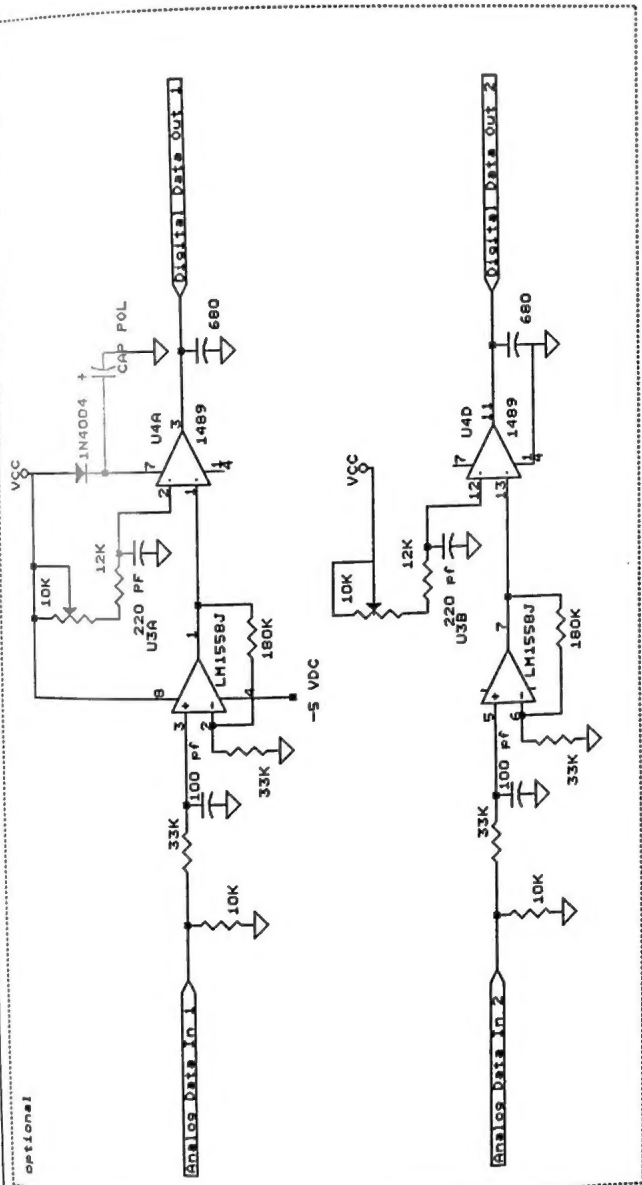 optional
Analog Data In 1
10K
33K
100 pf
33K
3
+
2
-
8
1
4
-5 VDC
LM1558J
180K
U3A
220 PF
12K
10K
VCC
1N4004
+
CAP POL
7
2
1
3
14
U4A
1489
680
Digital Data Out 1
Analog Data In 2
10K
33K
100 pf
33K
5
+
6
-
7
LM1558J
180K
U3B
220 pf
12K
10K
VCC
7
12
13
11
14
U4D
1489
680
Digital Data Out 2